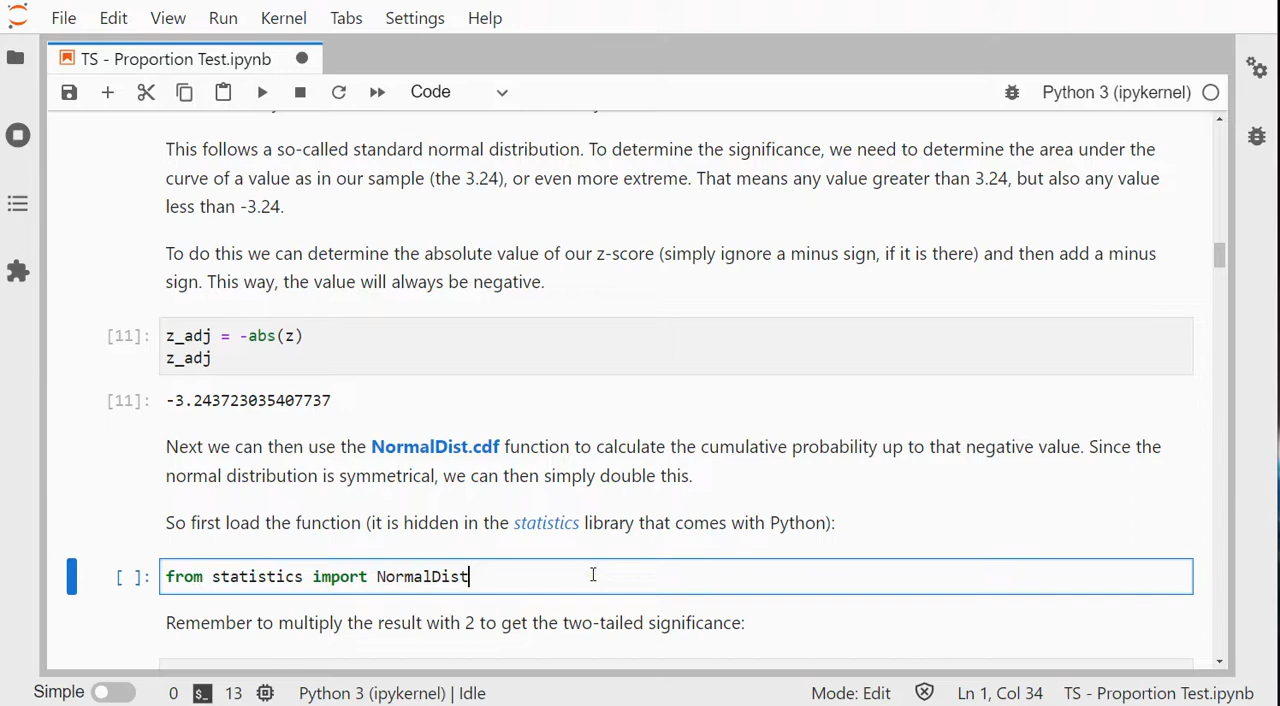 File Edit View Run Kernel Tabs Settings Help
TS - Proportion Test.ipynb
Code Python 3 (ipykernel)
This follows a so-called standard normal distribution. To determine the significance, we need to determine the area under the
curve of a value as in our sample (the 3.24), or even more extreme. That means any value greater than 3.24, but also any value
less than -3.24.
To do this we can determine the absolute value of our z-score (simply ignore a minus sign, if it is there) and then add a minus
sign. This way, the value will always be negative.
[11]: z_adj = -abs(z)
z_adj
[11]: -3.243723035407737
Next we can then use the NormalDist.cdf function to calculate the cumulative probability up to that negative value. Since the
normal distribution is symmetrical, we can then simply double this.
So first load the function (it is hidden in the statistics library that comes with Python):
[ ]: from statistics import NormalDist
Remember to multiply the result with 2 to get the two-tailed significance:
Simple 0 $_ 13 Python 3 (ipykernel) | Idle Mode: Edit Ln 1, Col 34 TS - Proportion Test.ipynb